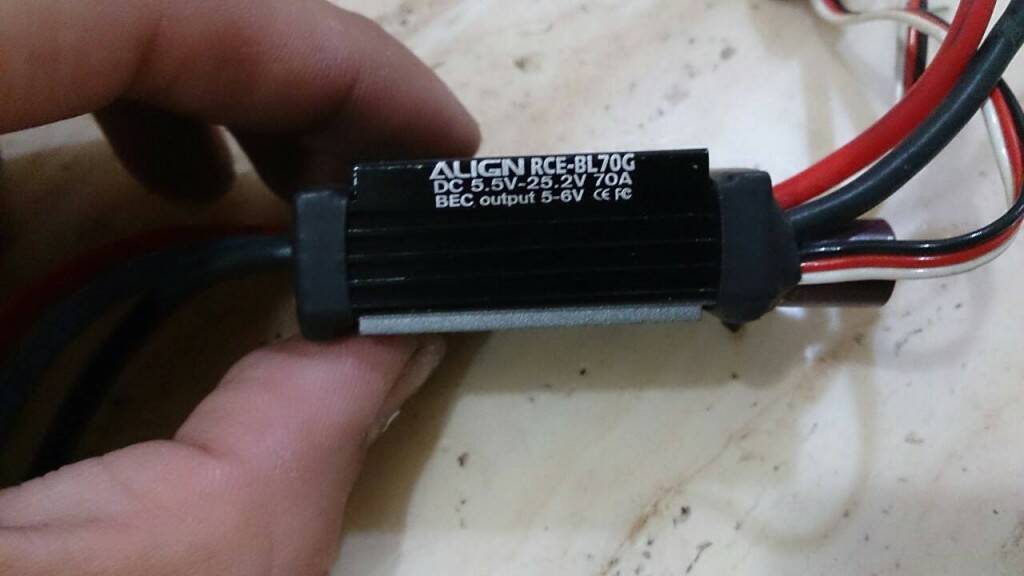 ALIGN RCE-BL70G
DC 5.5V-25.2V 70A
BEC output 5-6V CE FC